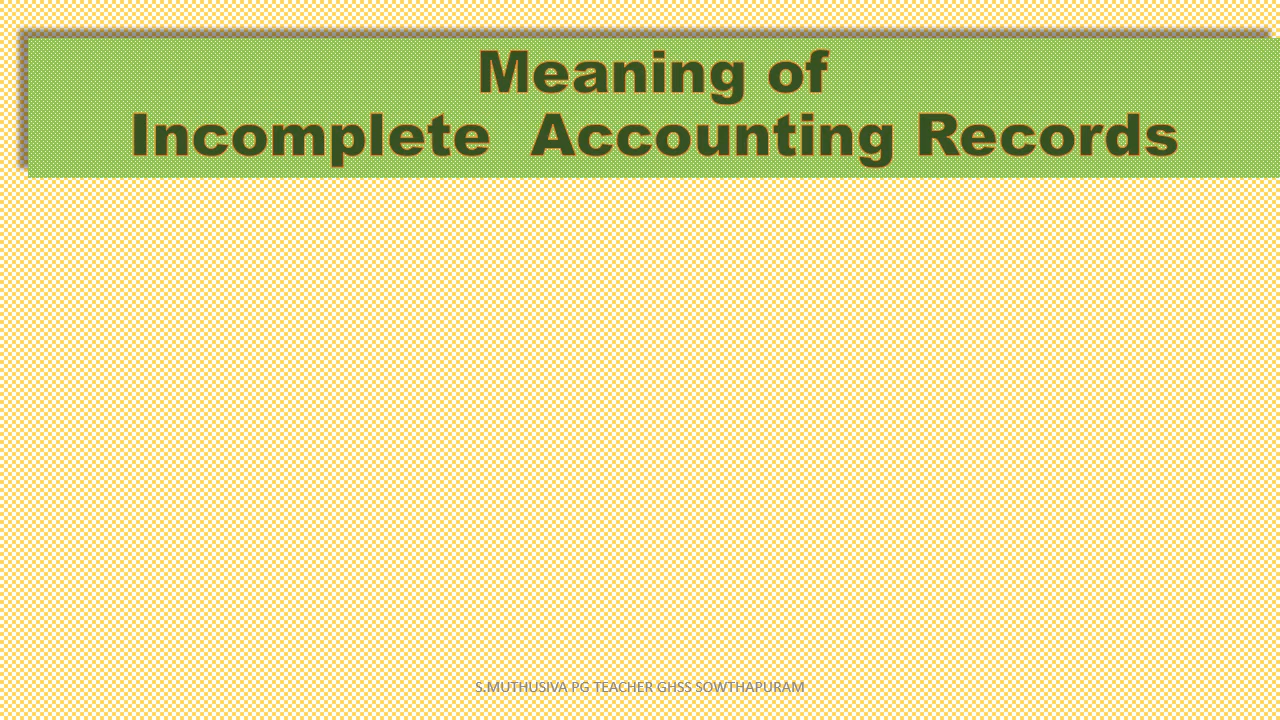 Meaning of
Incomplete  Accounting Records
S.MUTHUSIVA PG TEACHER GHSS SOWTHAPURAM